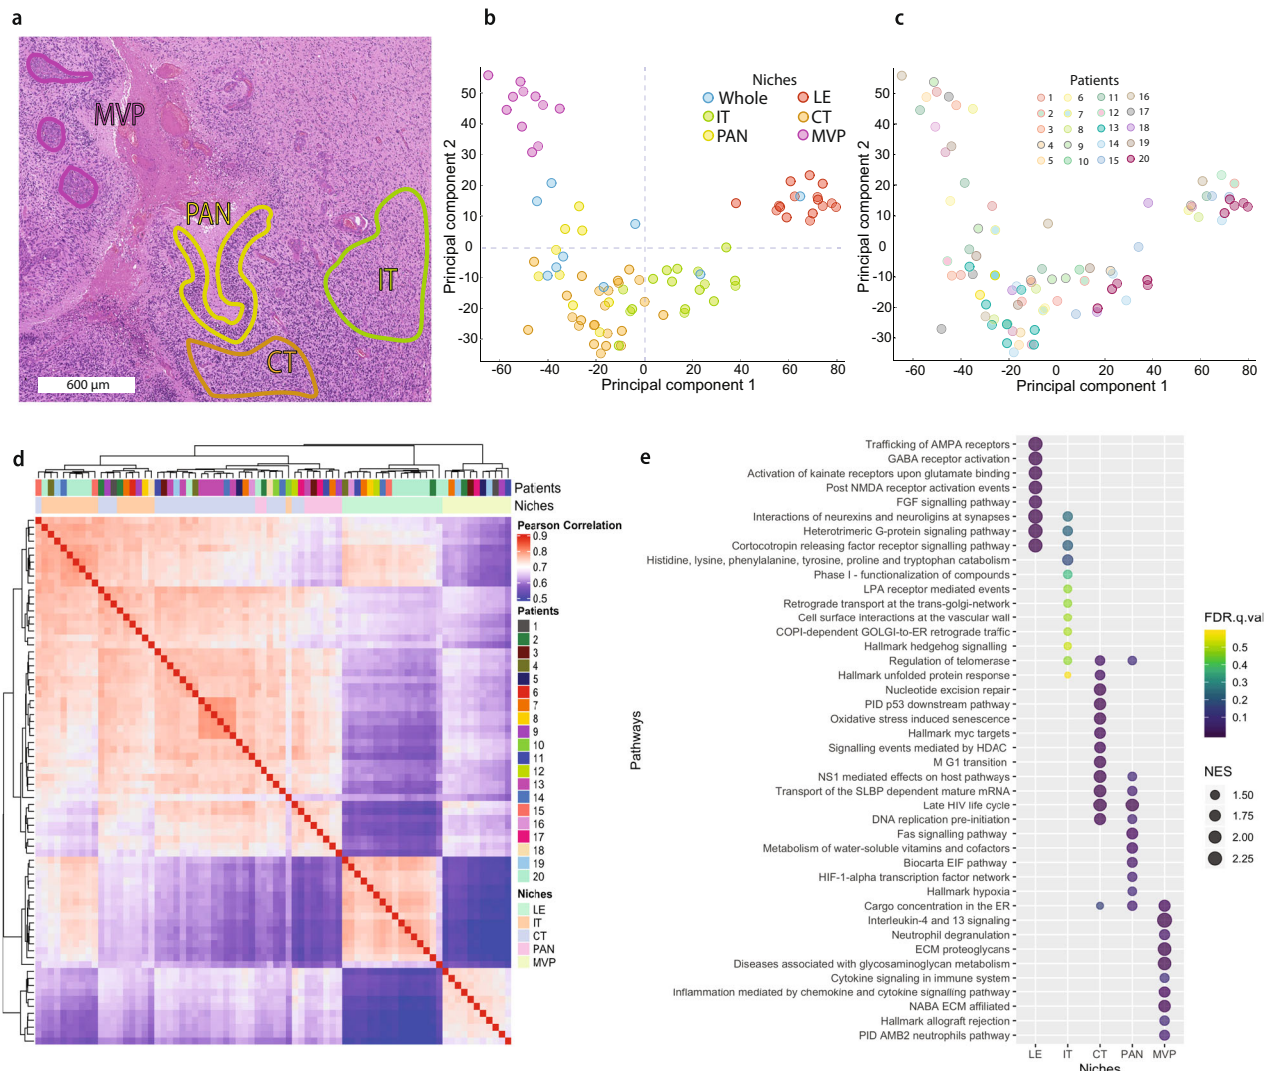 a
MVP
PAN
IT
CT
600 µm
b
Niches
Whole
LE
IT
CT
PAN
MVP
Principal component 2
50
40
30
20
10
0
-10
-20
-30
-60
-40
-20
0
20
40
60
80
Principal component 1
c
Patients
1 6 11 16
2 7 12 17
3 8 13 18
4 9 14 19
5 10 15 20
Principal component 2
50
40
30
20
10
0
-10
-20
-30
-60
-40
-20
0
20
40
60
80
Principal component 1
d
Patients
Niches
Pearson Correlation
0.9
0.8
0.7
0.6
0.5
Patients
1
2
3
4
5
6
7
8
9
10
11
12
13
14
15
16
17
18
19
20
Niches
LE
IT
CT
PAN
MVP
e
Pathways
Trafficking of AMPA receptors
GABA receptor activation
Activation of kainate receptors upon glutamate binding
Post NMDA receptor activation events
FGF signalling pathway
Interactions of neurexins and neuroligins at synapses
Heterotrimeric G-protein signaling pathway
Cortocotropin releasing factor receptor signalling pathway
Histidine, lysine, phenylalanine, tyrosine, proline and tryptophan catabolism
Phase I - functionalization of compounds
LPA receptor mediated events
Retrograde transport at the trans-golgi-network
Cell surface interactions at the vascular wall
COPI-dependent GOLGI-to-ER retrograde traffic
Hallmark hedgehog signalling
Regulation of telomerase
Hallmark unfolded protein response
Nucleotide excision repair
PID p53 downstream pathway
Oxidative stress induced senescence
Hallmark myc targets
Signalling events mediated by HDAC
M G1 transition
NS1 mediated effects on host pathways
Transport of the SLBP dependent mature mRNA
Late HIV life cycle
DNA replication pre-initiation
Fas signalling pathway
Metabolism of water-soluble vitamins and cofactors
Biocarta EIF pathway
HIF-1-alpha transcription factor network
Hallmark hypoxia
Cargo concentration in the ER
Interleukin-4 and 13 signaling
Neutrophil degranulation
ECM proteoglycans
Diseases associated with glycosaminoglycan metabolism
Cytokine signaling in immune system
Inflammation mediated by chemokine and cytokine signalling pathway
NABA ECM affiliated
Hallmark allograft rejection
PID AMB2 neutrophils pathway
LE IT CT PAN MVP
Niches
FDR.q.val
0.5
0.4
0.3
0.2
0.1
NES
1.50
1.75
2.00
2.25